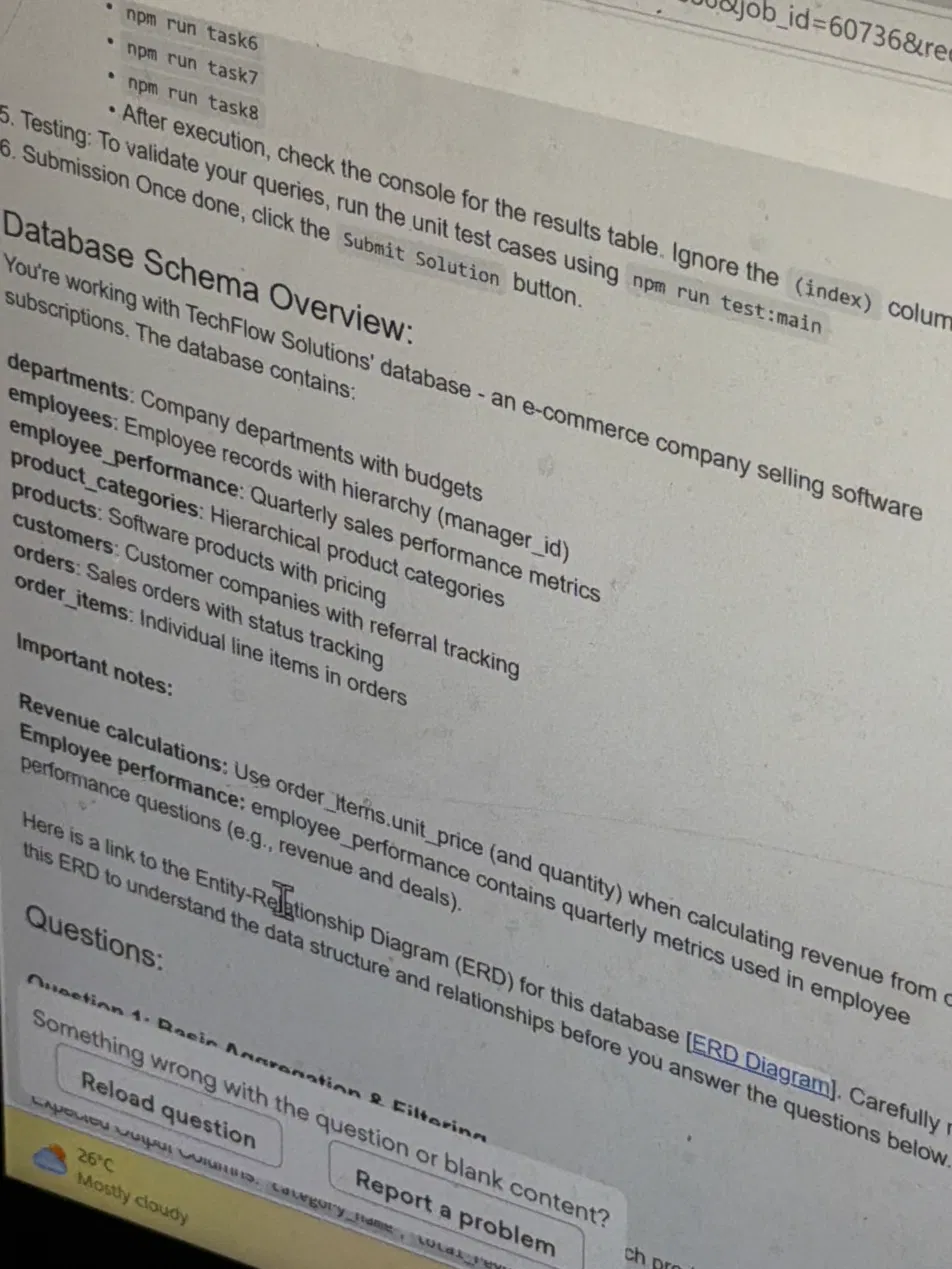 &job_id=60736&re
• npm run task6
• npm run task7
• npm run task8
• After execution, check the console for the results table. Ignore the (index) colum
5. Testing: To validate your queries, run the unit test cases using npm run test:main
6. Submission Once done, click the Submit Solution button.
Database Schema Overview:
You're working with TechFlow Solutions' database - an e-commerce company selling software
subscriptions. The database contains:
departments: Company departments with budgets
employees: Employee records with hierarchy (manager_id)
employee_performance: Quarterly sales performance metrics
product_categories: Hierarchical product categories
products: Software products with pricing
customers: Customer companies with referral tracking
orders: Sales orders with status tracking
order_items: Individual line items in orders
Important notes:
Revenue calculations: Use order_items.unit_price (and quantity) when calculating revenue from
Employee performance: employee_performance contains quarterly metrics used in employee
performance questions (e.g., revenue and deals).
Here is a link to the Entity-Relationship Diagram (ERD) for this database [ERD Diagram]. Carefully
this ERD to understand the data structure and relationships before you answer the questions below.
Questions:
Question 1: Basic Aggregation & Filtering
Something wrong with the question or blank content?
Reload question
Report a problem
Expected Output Columns: category_name,
26°C
Mostly cloudy